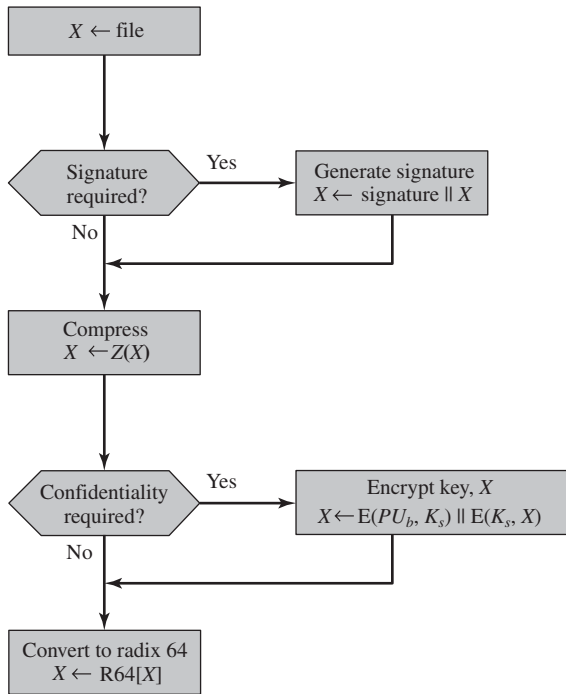 X ← file
Signature
required?
Yes
Generate signature
X ← signature || X
No
Compress
X ← Z(X)
Confidentiality
required?
Yes
Encrypt key, X
X ← E(PU_b, K_s) || E(K_s, X)
No
Convert to radix 64
X ← R64[X]